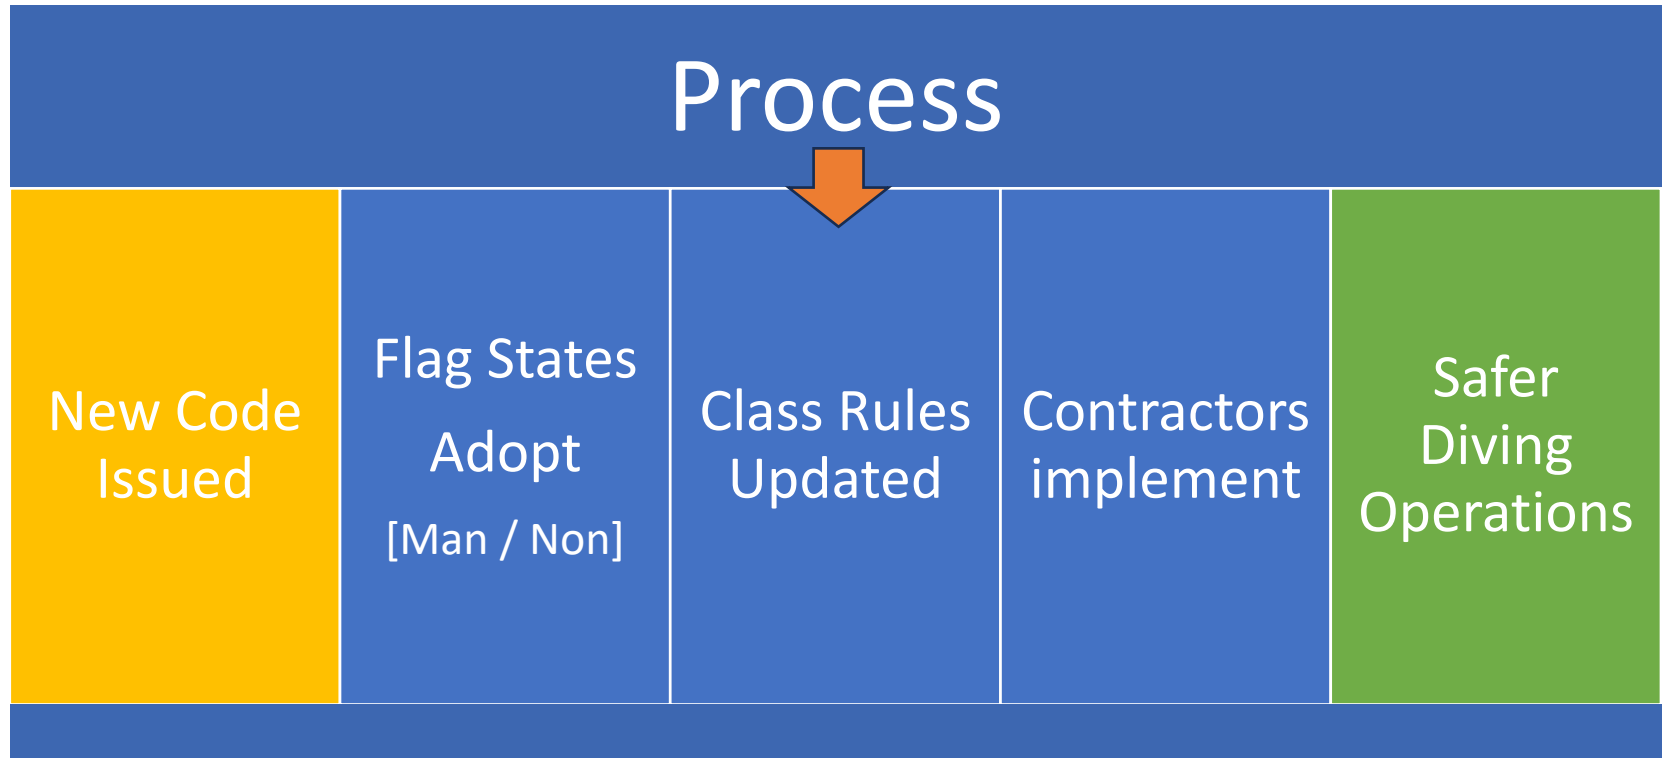 Process
New Code
Issued
Flag States
Adopt
[Man / Non]
Class Rules
Updated
Contractors
implement
Safer
Diving
Operations